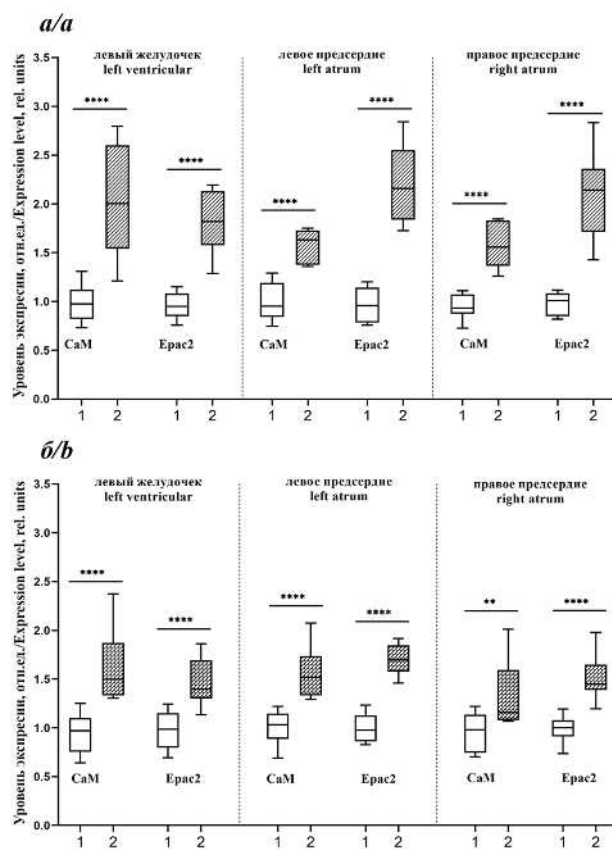 а/a
левый желудочек
left ventricular
левое предсердие
left atrum
правое предсердие
right atrum
Уровень экспресии, отн.ед./Expression level, rel. units
3.5
3.0
2.5
2.0
1.5
1.0
0.5
0.0
****
****
****
****
****
****
CaM
Epac2
CaM
Epac2
CaM
Epac2
1 2 1 2 1 2 1 2 1 2 1 2
б/b
левый желудочек
left ventricular
левое предсердие
left atrum
правое предсердие
right atrum
Уровень экспресии, отн.ед./Expression level, rel. units
3.5
3.0
2.5
2.0
1.5
1.0
0.5
0.0
****
****
****
****
**
****
CaM
Epac2
CaM
Epac2
CaM
Epac2
1 2 1 2 1 2 1 2 1 2 1 2